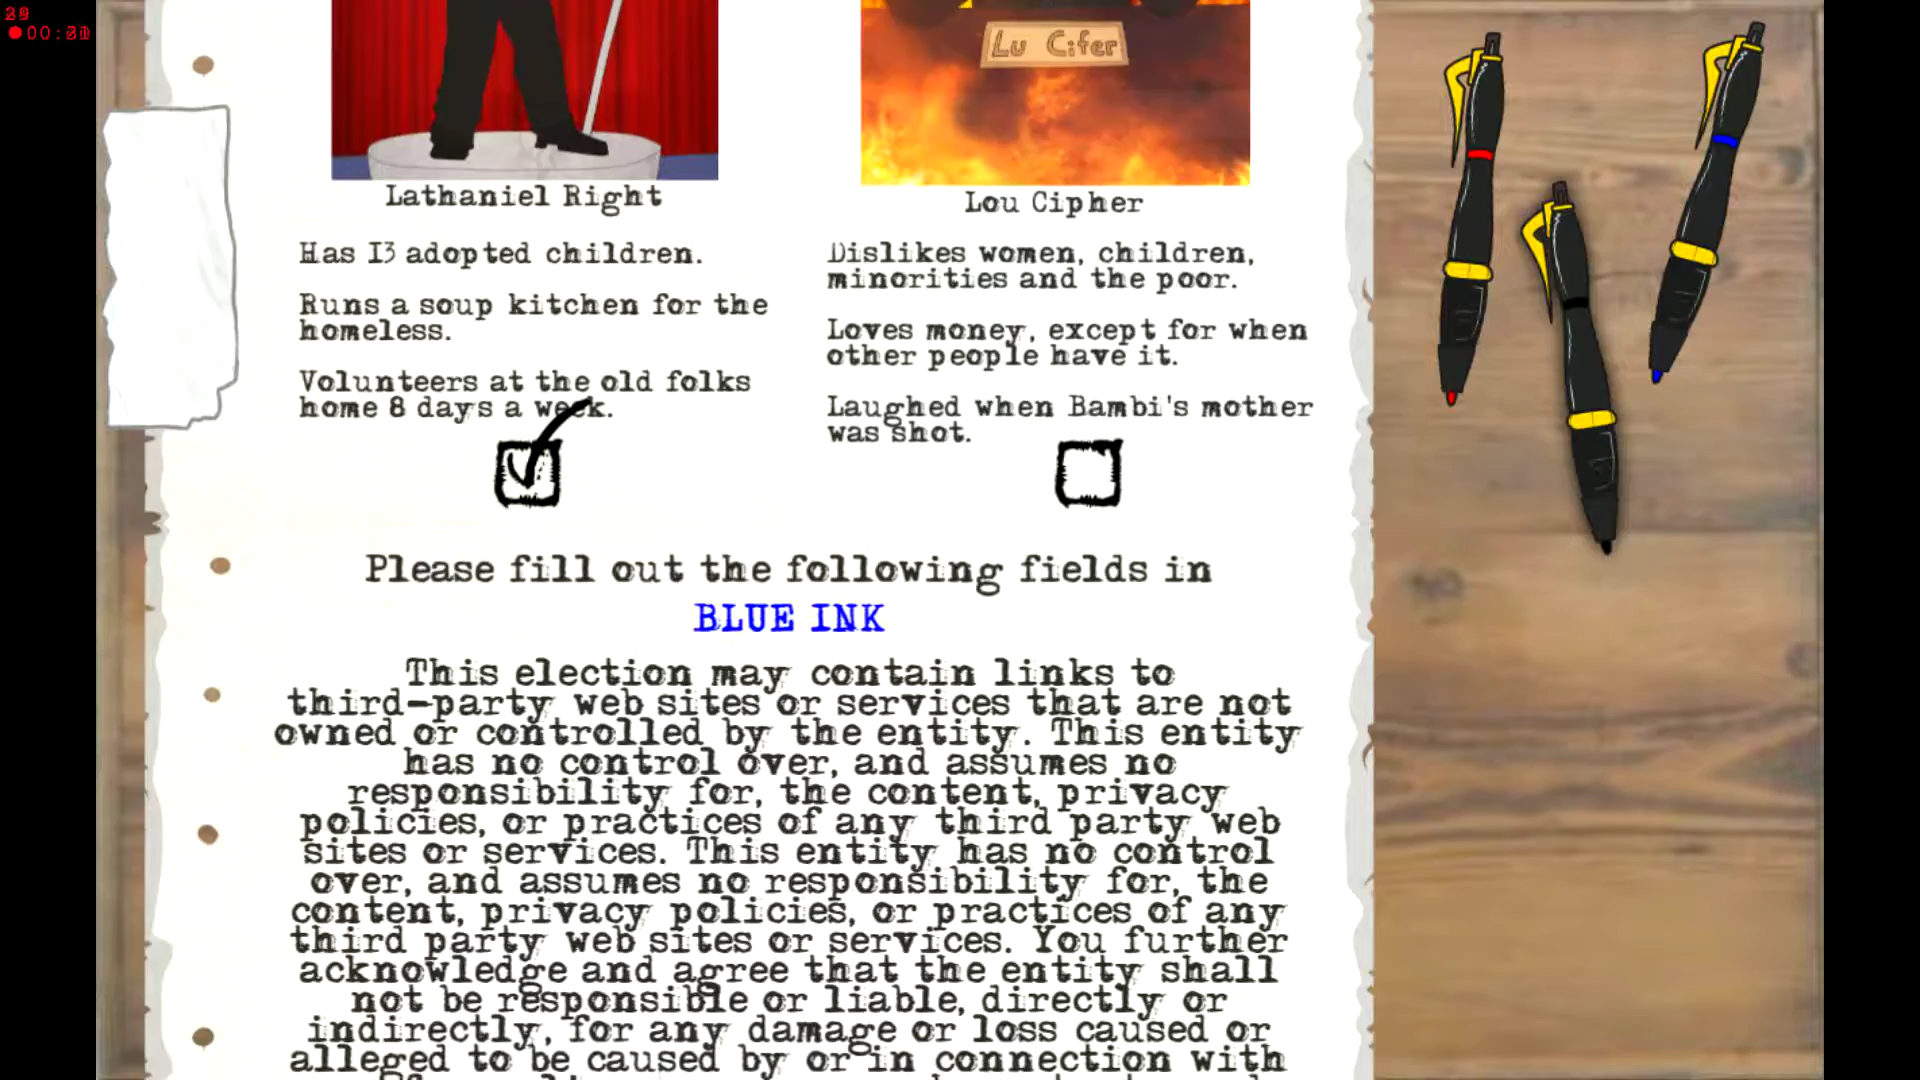 Lu Cifer
Lathaniel Right
Has 13 adopted children.
Runs a soup kitchen for the
homeless.
Volunteers at the old folks
home 8 days a week.
Lou Cipher
Dislikes women, children,
minorities and the poor.
Loves money, except for when
other people have it.
Laughed when Bambi's mother
was shot.
Please fill out the following fields in
BLUE INK
This election may contain links to
third-party web sites or services that are not
owned or controlled by the entity. This entity
has no control over, and assumes no
responsibility for, the content, privacy
policies, or practices of any third party web
sites or services. This entity has no control
over, and assumes no responsibility for, the
content, privacy policies, or practices of any
third party web sites or services. You further
acknowledge and agree that the entity shall
not be responsible or liable, directly or
indirectly, for any damage or loss caused or
alleged to be caused by or in connection with